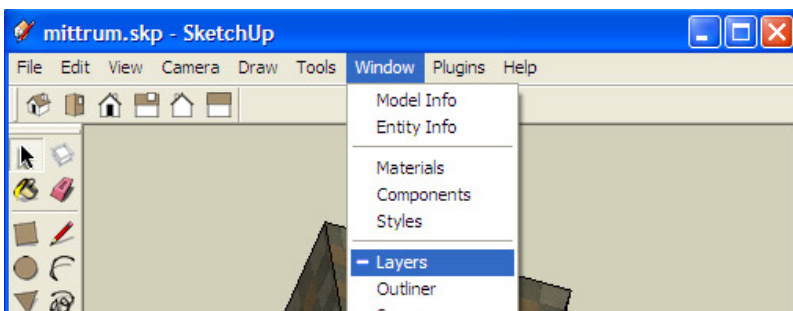 mittrum.skp - SketchUp
File Edit View Camera Draw Tools Window Plugins Help
Model Info
Entity Info
Materials
Components
Styles
Layers
Outliner